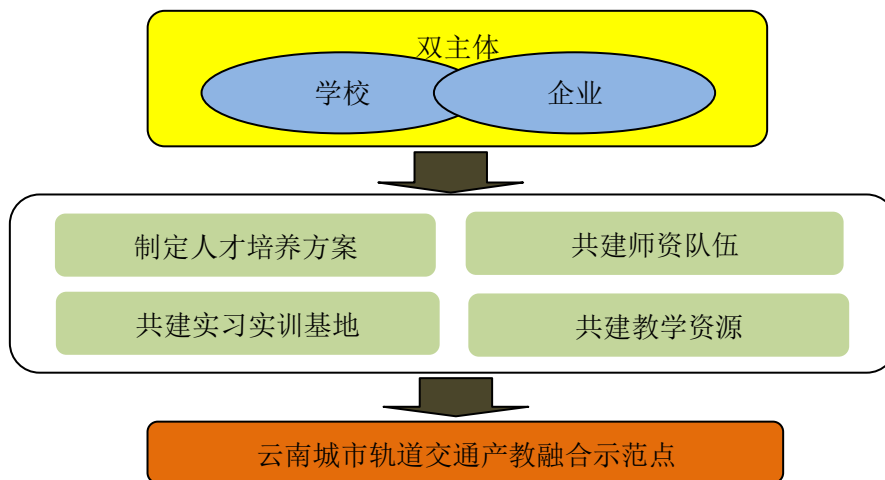 双主体
学校
企业
制定人才培养方案
共建师资队伍
共建实习实训基地
共建教学资源
云南城市轨道交通产教融合示范点